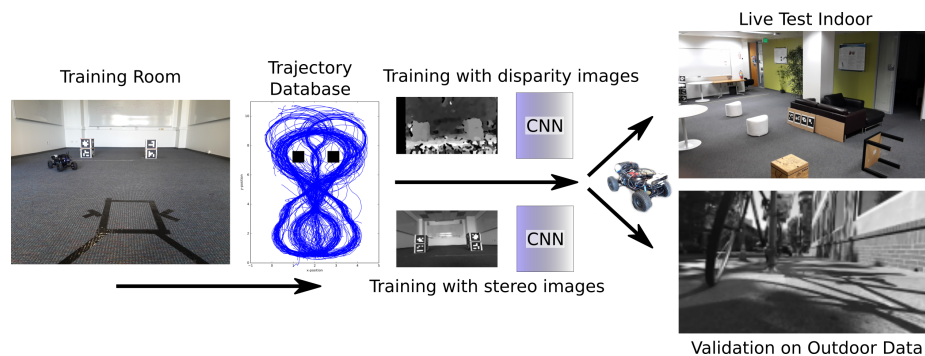 Live Test Indoor
Training Room
Trajectory
Database
Training with disparity images
CNN
CNN
Training with stereo images
x-position
Validation on Outdoor Data